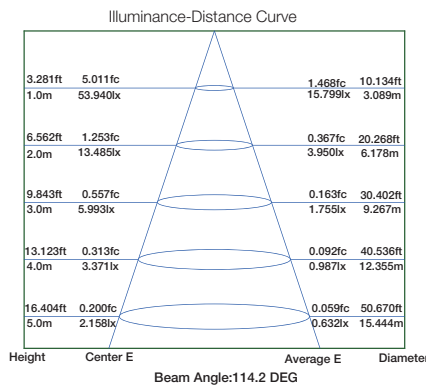 Illuminance-Distance Curve
3.281ft 5.011fc 1.468fc 10.134ft
1.0m 53.940lx 15.799lx 3.089m
6.562ft 1.253fc 0.367fc 20.268ft
2.0m 13.485lx 3.950lx 6.178m
9.843ft 0.557fc 0.163fc 30.402ft
3.0m 5.993lx 1.755lx 9.267m
13.123ft 0.313fc 0.092fc 40.536ft
4.0m 3.371lx 0.987lx 12.355m
16.404ft 0.200fc 0.059fc 50.670ft
5.0m 2.158lx 0.632lx 15.444m
Height Center E Average E Diameter
Beam Angle:114.2 DEG